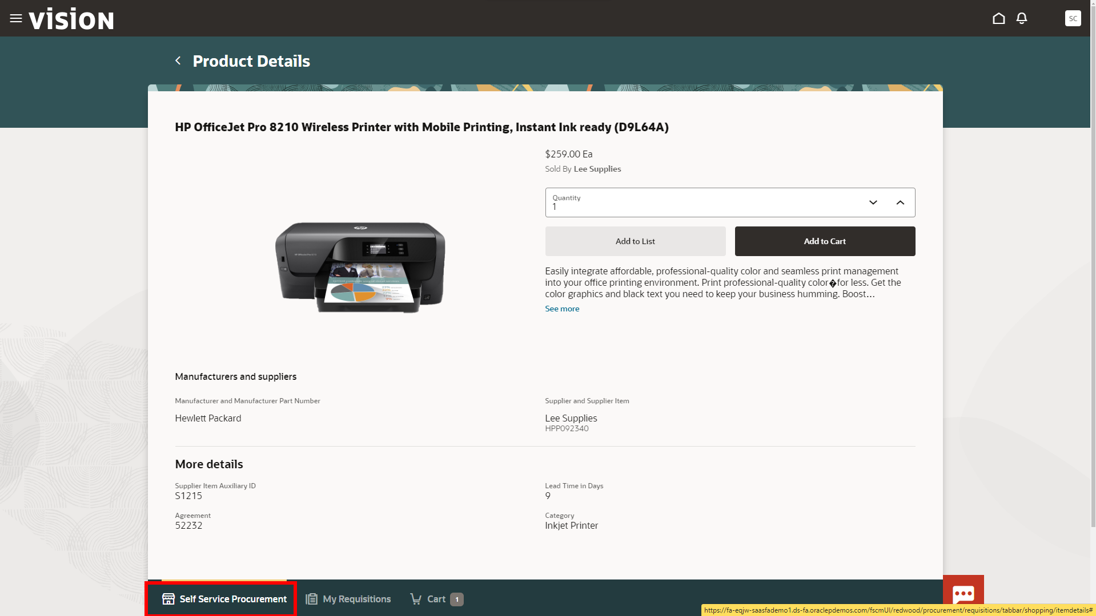 vision
SC
Product Details
HP OfficeJet Pro 8210 Wireless Printer with Mobile Printing, Instant Ink ready (D9L64A)
$259.00 Ea
Sold By Lee Supplies
Quantity
1
Add to List
Add to Cart
Easily integrate affordable, professional-quality color and seamless print management
into your office printing environment. Print professional-quality color�for less. Get the
color graphics and black text you need to keep your business humming. Boost...
See more
Manufacturers and suppliers
Manufacturer and Manufacturer Part Number
Hewlett Packard
Supplier and Supplier Item
Lee Supplies
HPP092340
More details
Supplier Item Auxiliary ID
S1215
Lead Time in Days
9
Agreement
52232
Category
Inkjet Printer
Self Service Procurement
My Requisitions
Cart 1
https://fa-eqjw-saasfademo1.ds-fa.oraclepdemos.com/fscmUI/redwood/procurement/requisitions/tabbar/shopping/itemdetails#